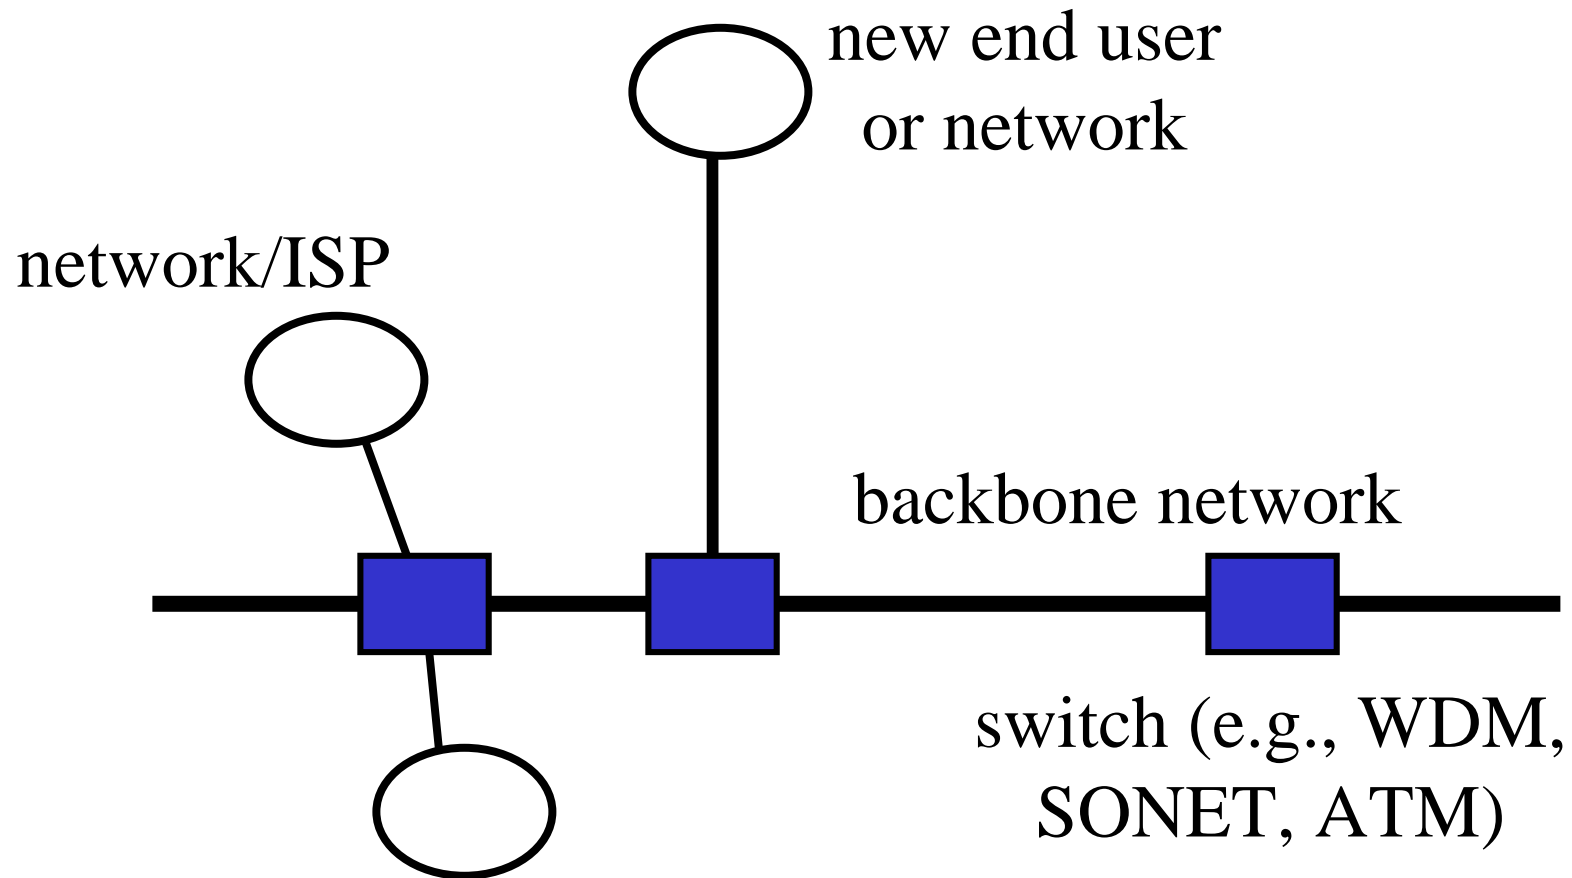 new end user
or network
network/ISP
backbone network
switch (e.g., WDM,
SONET, ATM)